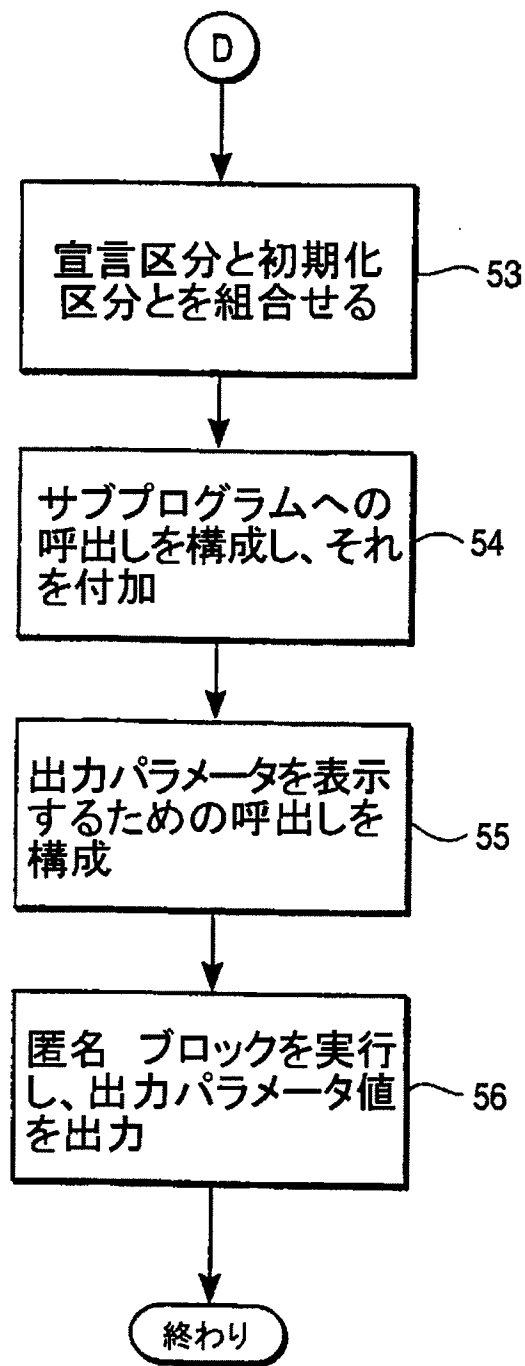 D
宣言区分と初期化
区分とを組合せる
53
サブプログラムへの
呼出しを構成し、それ
を付加
54
出力パラメータを表示
するための呼出しを
構成
55
匿名 ブロックを実行
し、出力パラメータ値
を出力
56
終わり